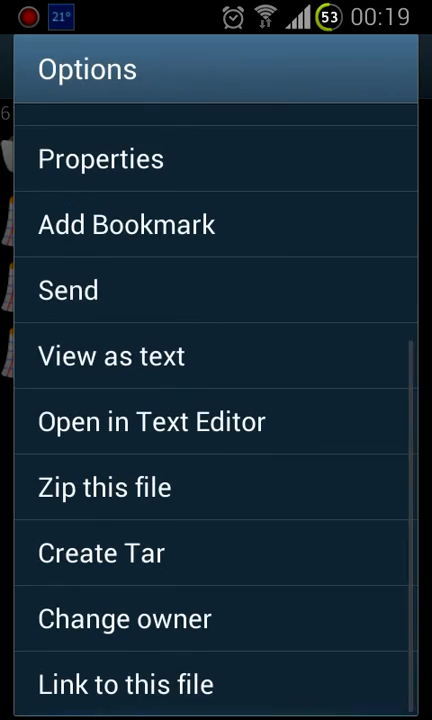 21°
53
00:19
Options
6
Properties
Add Bookmark
Send
View as text
Open in Text Editor
Zip this file
Create Tar
Change owner
Link to this file